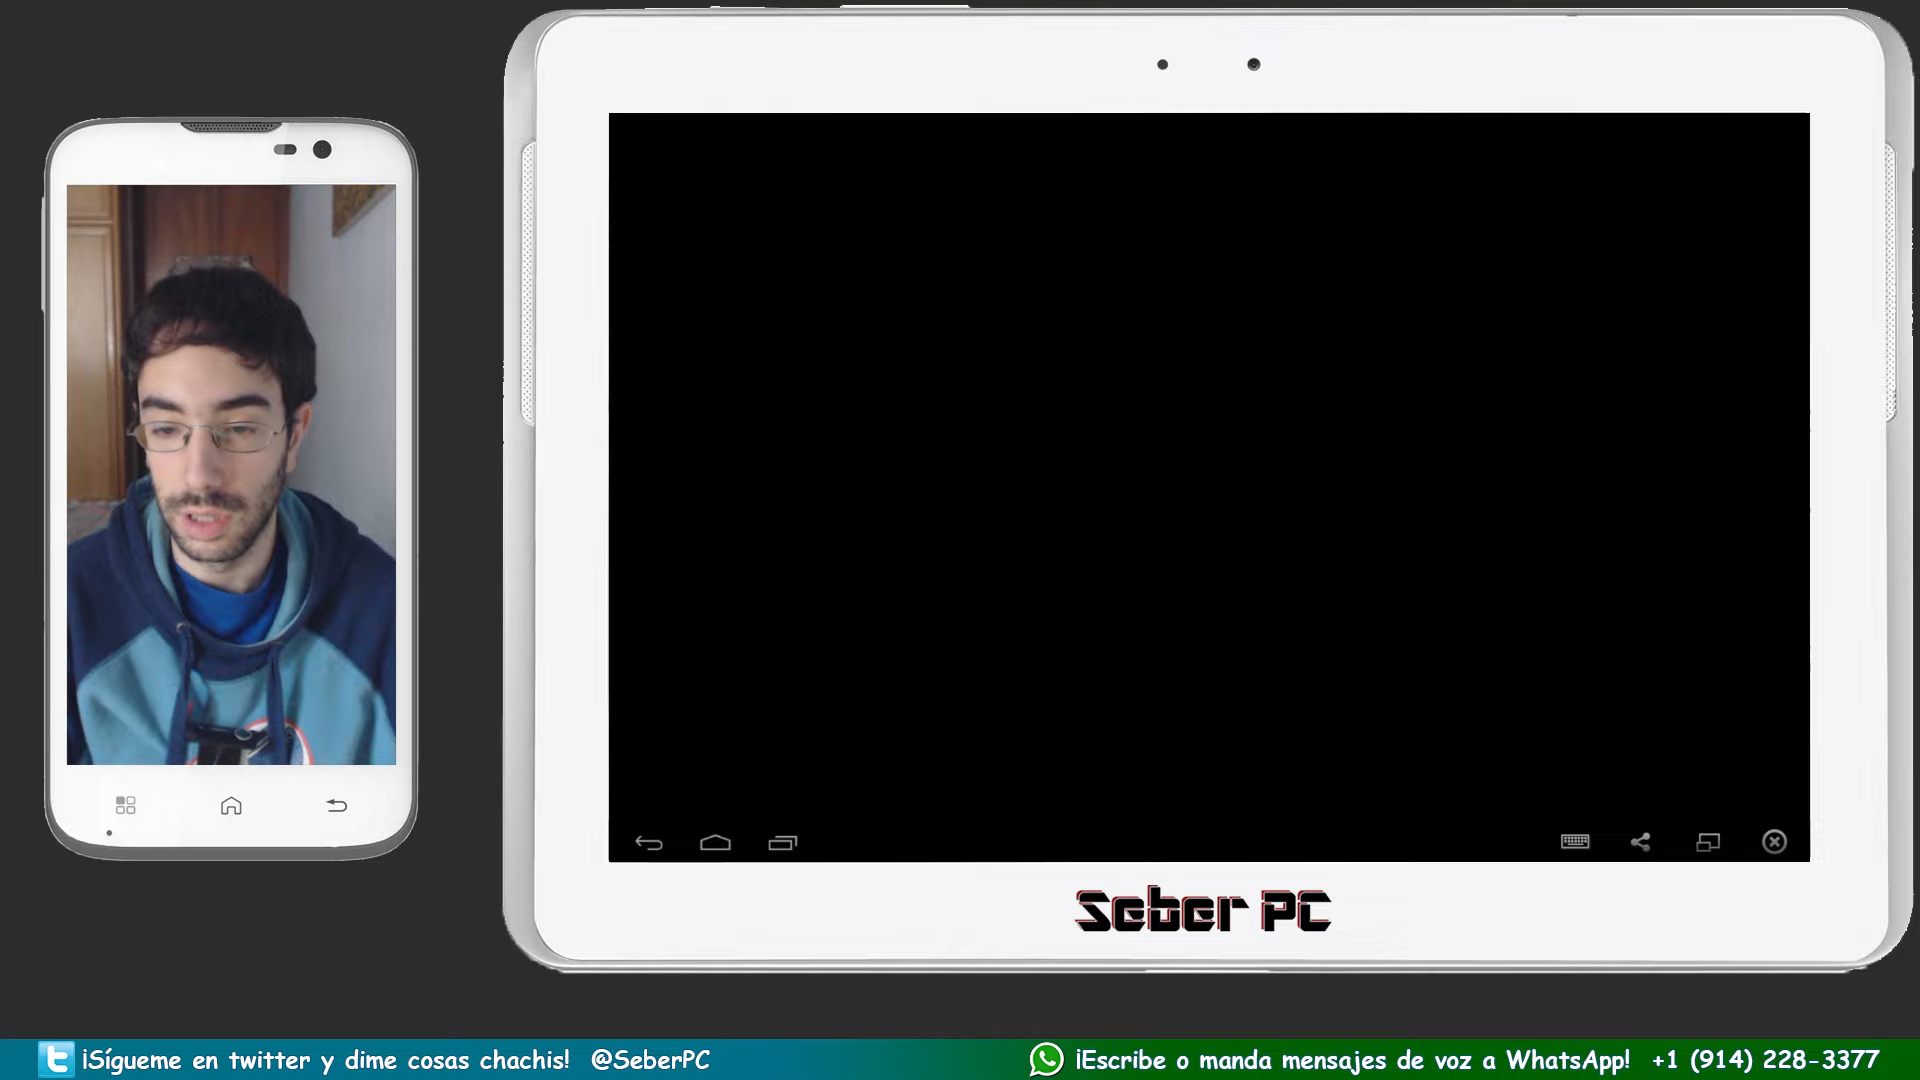 Seber PC
¡Sígueme en twitter y dime cosas chachis! @SeberPC
¡Escribe o manda mensajes de voz a WhatsApp! +1 (914) 228-3377